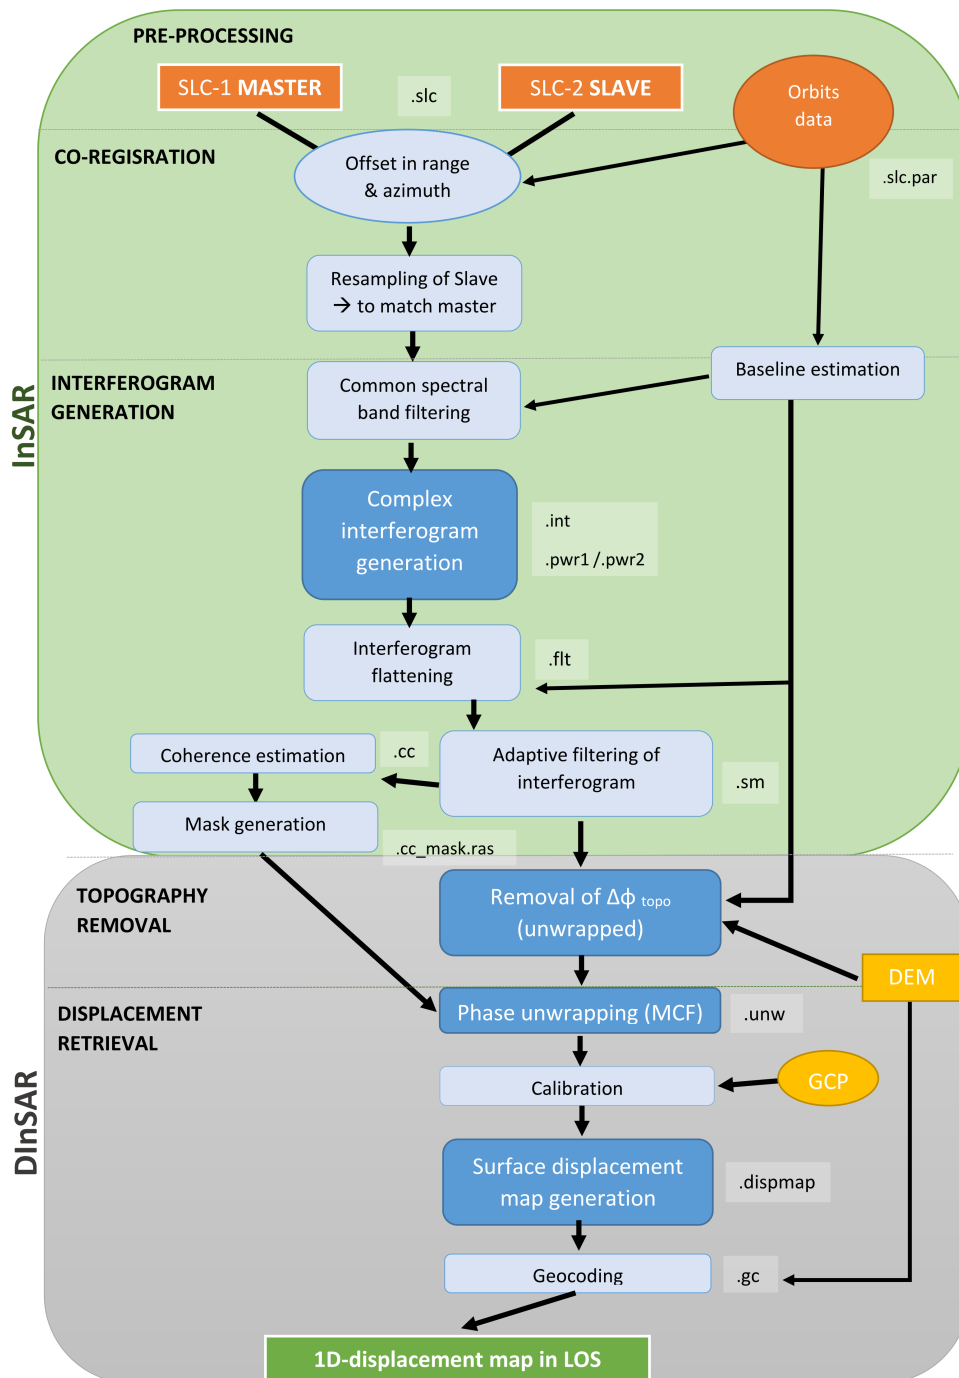 PRE-PROCESSING
SLC-1 MASTER
.slc
SLC-2 SLAVE
Orbits
data
CO-REGISRATION
Offset in range
& azimuth
.slc.par
Resampling of Slave
→ to match master
InSAR
INTERFEROGRAM
GENERATION
Common spectral
band filtering
Baseline estimation
Complex
interferogram
generation
.int
.pwr1 /.pwr2
Interferogram
flattening
.flt
Coherence estimation
.cc
Adaptive filtering of
interferogram
.sm
Mask generation
.cc_mask.ras
TOPOGRAPHY
REMOVAL
Removal of Δϕ topo
(unwrapped)
DEM
DISPLACEMENT
RETRIEVAL
Phase unwrapping (MCF)
.unw
DInSAR
Calibration
GCP
Surface displacement
map generation
.dispmap
Geocoding
.gc
1D-displacement map in LOS